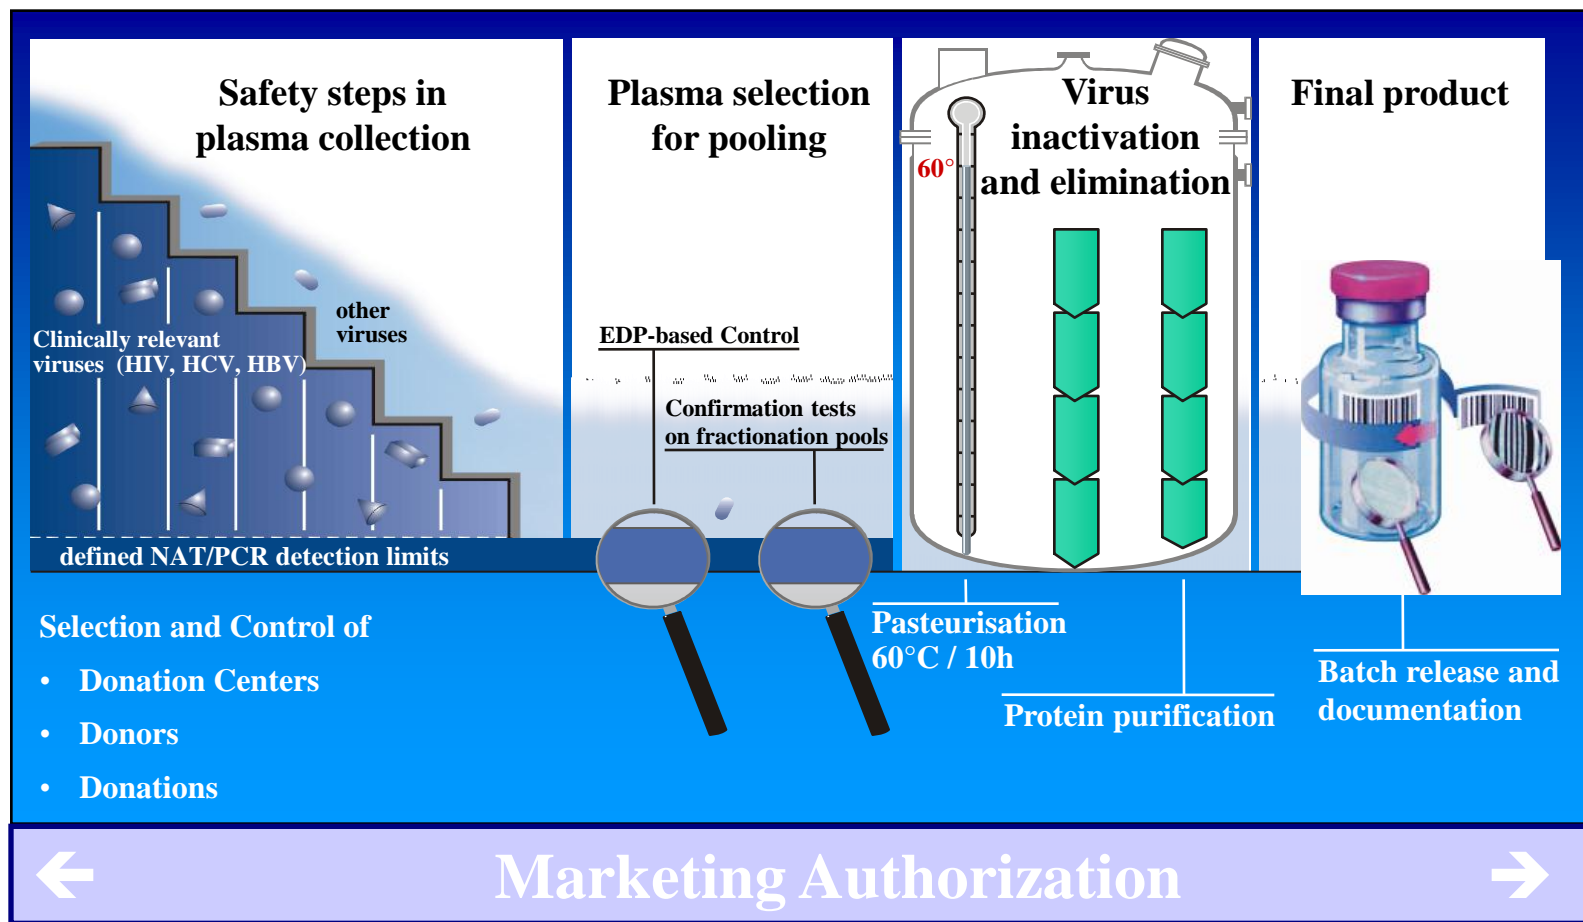 Safety steps in
plasma collection
Clinically relevant
viruses (HIV, HCV, HBV)
other
viruses
defined NAT/PCR detection limits
Selection and Control of
• Donation Centers
• Donors
• Donations
Plasma selection
for pooling
EDP-based Control
Confirmation tests
on fractionation pools
Virus
inactivation
and elimination
60°
Pasteurisation
60°C / 10h
Protein purification
Final product
Batch release and
documentation
Marketing Authorization